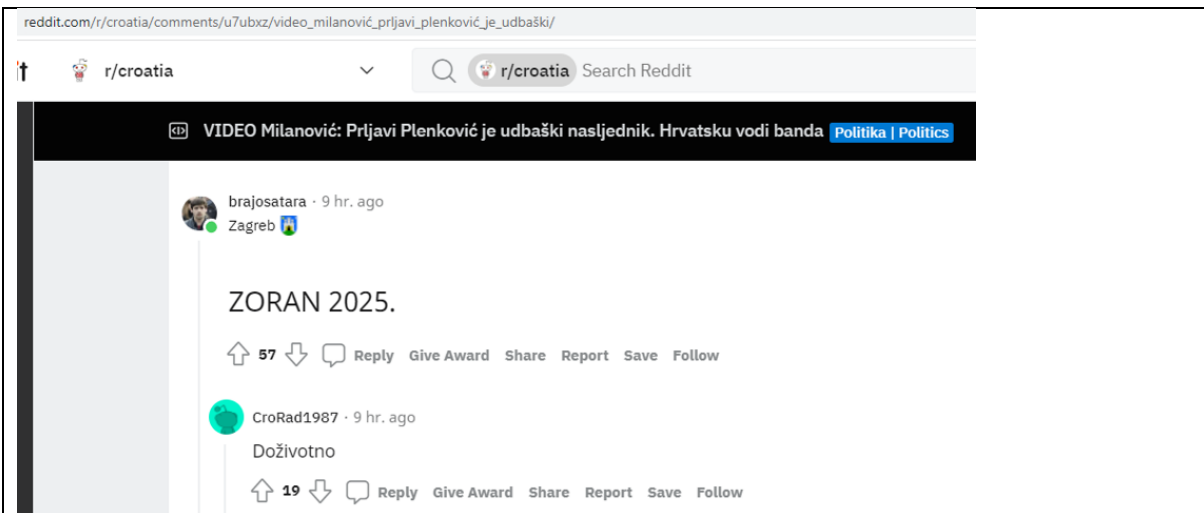 reddit.com/r/croatia/comments/u7ubxz/video_milanović_prljavi_plenković_je_udbaški/
it r/croatia r/croatia Search Reddit
VIDEO Milanović: Prljavi Plenković je udbaški nasljednik. Hrvatsku vodi banda Politika | Politics
brajosatara · 9 hr. ago
Zagreb
ZORAN 2025.
57 Reply Give Award Share Report Save Follow
CroRad1987 · 9 hr. ago
Doživotno
19 Reply Give Award Share Report Save Follow